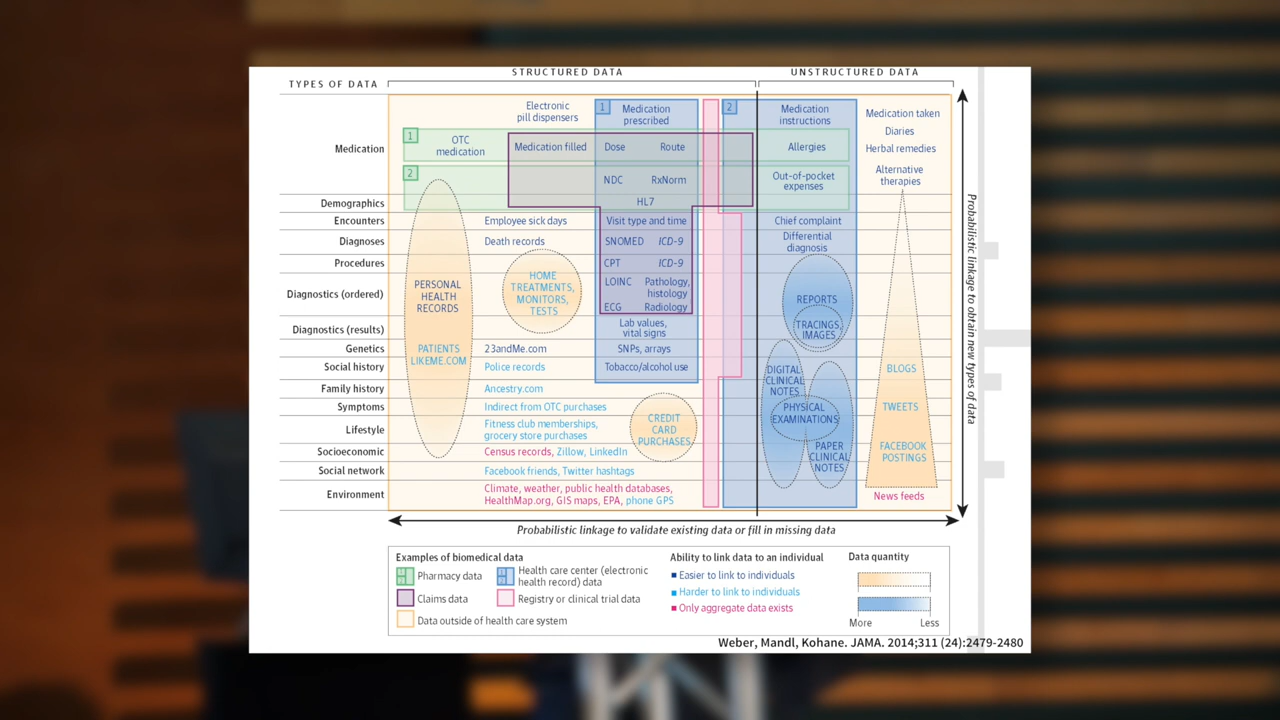 STRUCTURED DATA
UNSTRUCTURED DATA
TYPES OF DATA
Electronic
pill dispensers
1
Medication
prescribed
2
Medication
instructions
Medication taken
Diaries
Herbal remedies
Alternative
therapies
Medication
1
OTC
medication
Medication filled
Dose
Route
Allergies
2
NDC
RxNorm
Out-of-pocket
expenses
Demographics
HL7
Encounters
Employee sick days
Visit type and time
Chief complaint
Diagnoses
Death records
SNOMED
ICD-9
Differential
diagnosis
Procedures
CPT
ICD-9
Diagnostics (ordered)
PERSONAL
HEALTH
RECORDS
HOME
TREATMENTS,
MONITORS,
TESTS
LOINC
Pathology,
histology
ECG
Radiology
REPORTS
TRACINGS,
IMAGES
Diagnostics (results)
Lab values,
vital signs
Genetics
PATIENTS
LIKEME.COM
23andMe.com
SNPs, arrays
Social history
Police records
Tobacco/alcohol use
DIGITAL
CLINICAL
NOTES
BLOGS
Family history
Ancestry.com
Symptoms
Indirect from OTC purchases
PHYSICAL
EXAMINATIONS
TWEETS
Lifestyle
Fitness club memberships,
grocery store purchases
CREDIT
CARD
PURCHASES
Socioeconomic
Census records, Zillow, LinkedIn
PAPER
CLINICAL
NOTES
FACEBOOK
POSTINGS
Social network
Facebook friends, Twitter hashtags
Environment
Climate, weather, public health databases,
HealthMap.org, GIS maps, EPA, phone GPS
News feeds
Probabilistic linkage to obtain new types of data
Probabilistic linkage to validate existing data or fill in missing data
Examples of biomedical data
Pharmacy data
Health care center (electronic
health record) data
Claims data
Registry or clinical trial data
Data outside of health care system
Ability to link data to an individual
Easier to link to individuals
Harder to link to individuals
Only aggregate data exists
Data quantity
More
Less
Weber, Mandl, Kohane. JAMA. 2014;311 (24):2479-2480